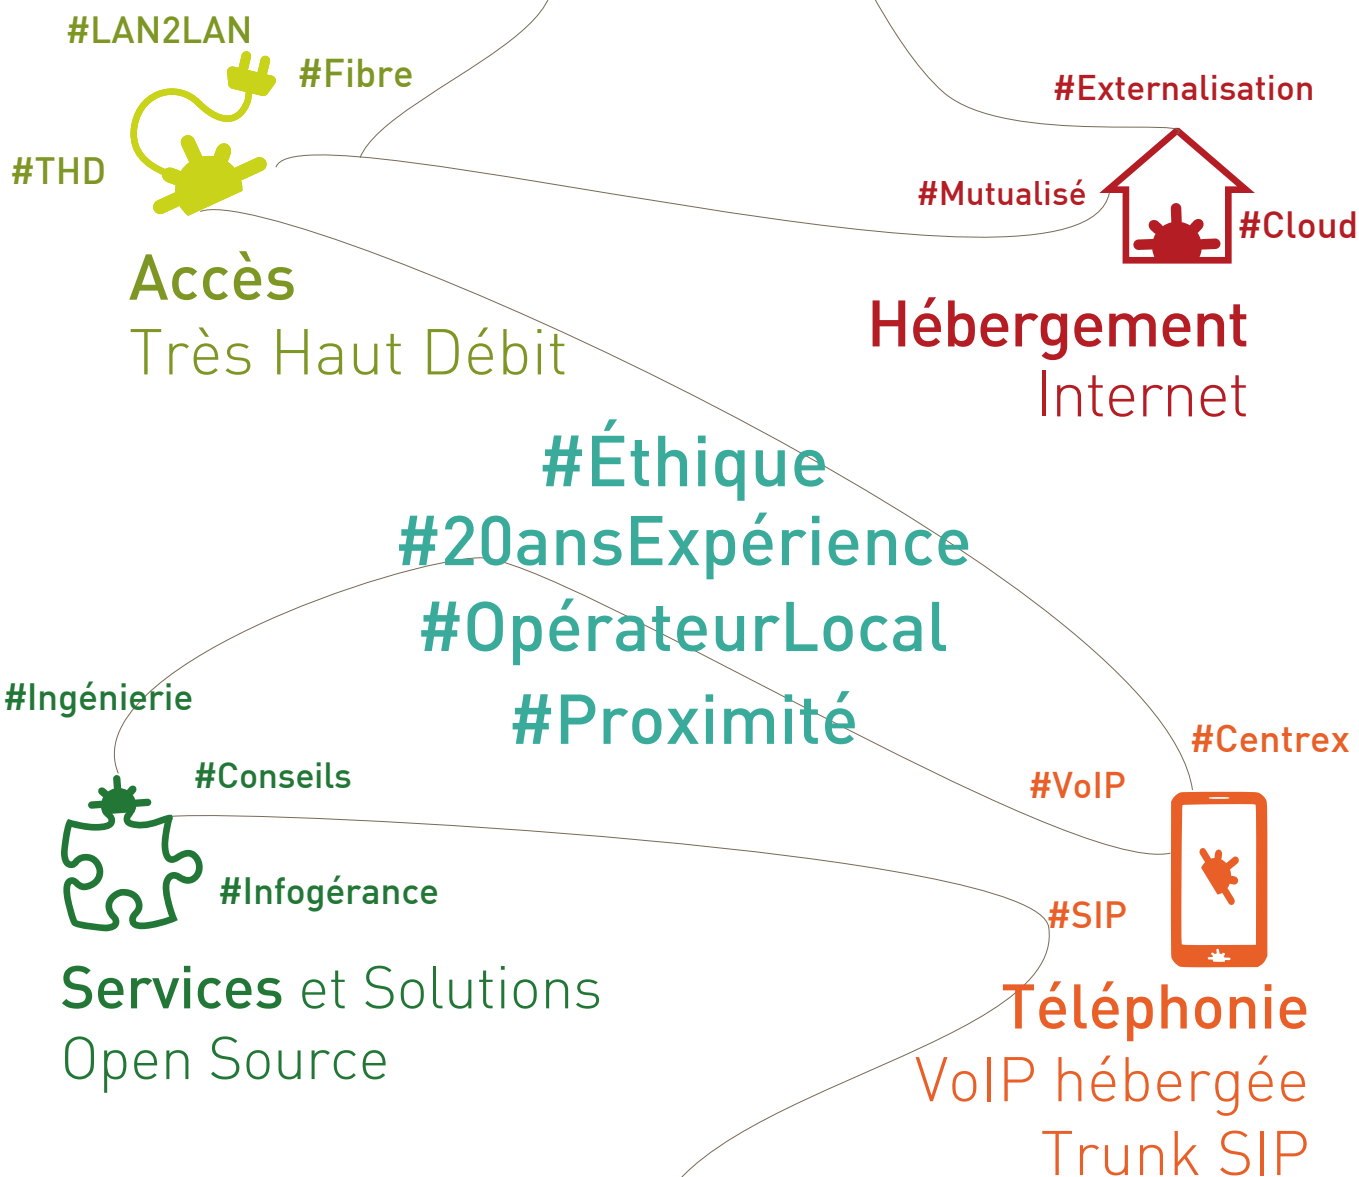 #LAN2LAN
#Fibre
#THD
Accès
Très Haut Débit
#Externalisation
#Mutualisé
#Cloud
Hébergement
Internet
#Éthique
#20ansExpérience
#OpérateurLocal
#Proximité
#Ingénierie
#Conseils
#Infogérance
Services et Solutions
Open Source
#Centrex
#VoIP
#SIP
Téléphonie
VoIP hébergée
Trunk SIP